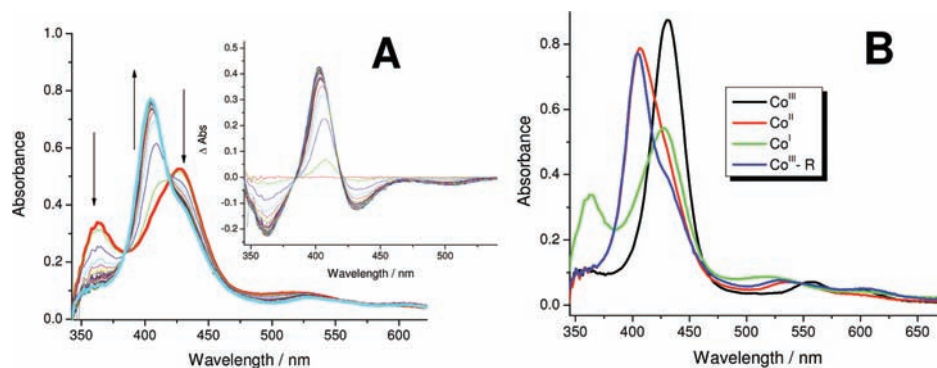 A
Absorbance
1.0
0.8
0.6
0.4
0.2
0.0
350 400 450 500 550 600
Wavelength / nm
Δ Abs
0.5
0.4
0.3
0.2
0.1
0.0
-0.1
-0.2
350 400 450 500
Wavelength / nm
B
Absorbance
0.8
0.6
0.4
0.2
0.0
350 400 450 500 550 600 650
Wavelength / nm
Co^III
Co^II
Co^I
Co^III - R